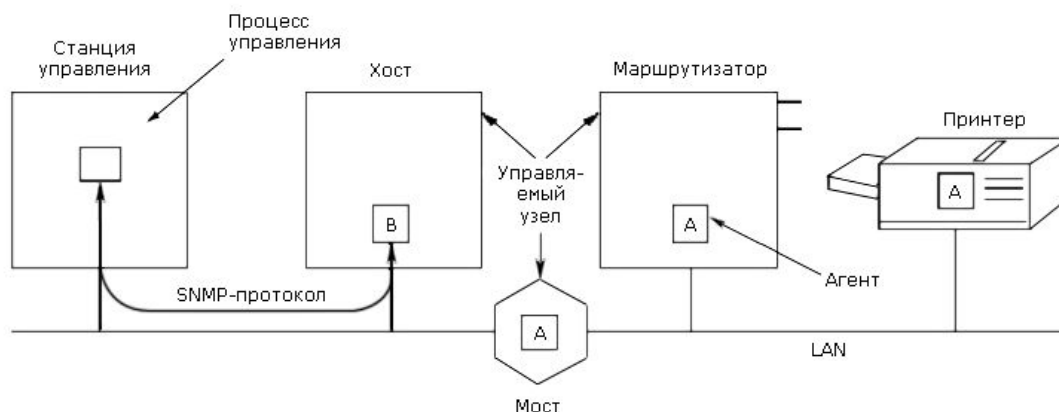 Процесс
управления
Станция
управления
Хост
Маршрутизатор
Принтер
Управля-
емый
узел
В
А
А
Агент
SNMP-протокол
А
LAN
Мост